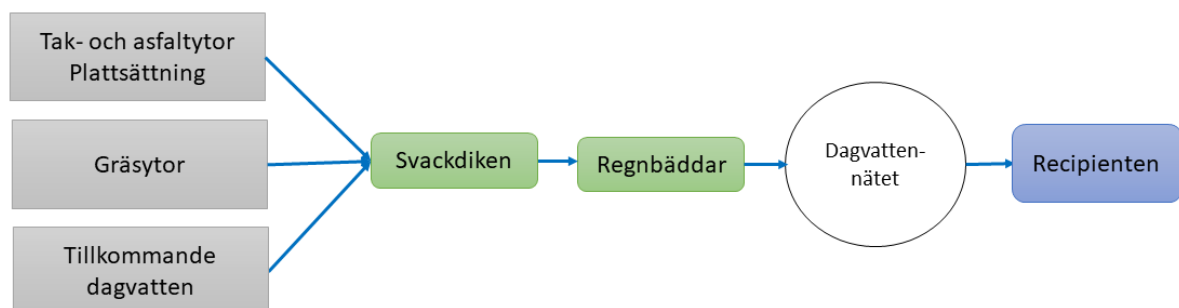 Tak- och asfaltytor
Plattsättning
Gräsytor
Tillkommande
dagvatten
Svackdiken
Regnbäddar
Dagvatten-
nätet
Recipienten